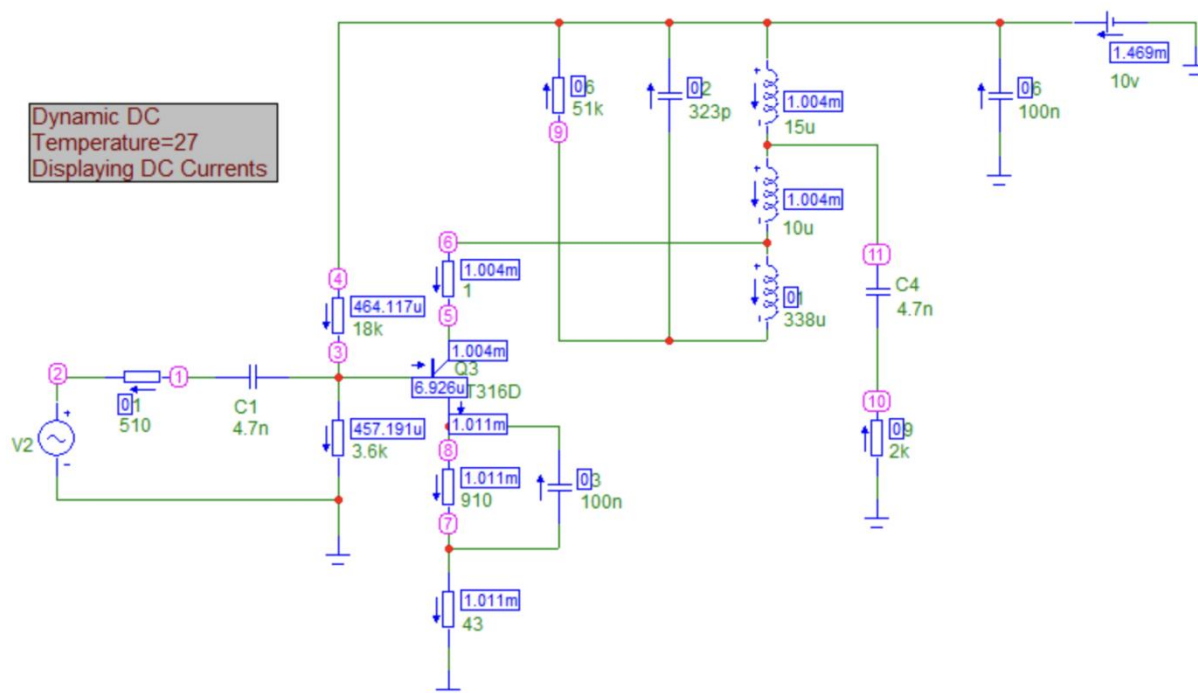 Dynamic DC
Temperature=27
Displaying DC Currents
1.469m
10v
0 6
51k
9
0 2
323p
1.004m
15u
0 6
100n
1.004m
10u
6
1.004m
1
5
11
C4
4.7n
0 1
338u
4
464.117u
18k
3
1.004m
Q3
6.926u
T316D
2
1
0 1
510
C1
4.7n
V2
457.191u
3.6k
1.011m
8
1.011m
910
7
0 3
100n
10
0 9
2k
1.011m
43